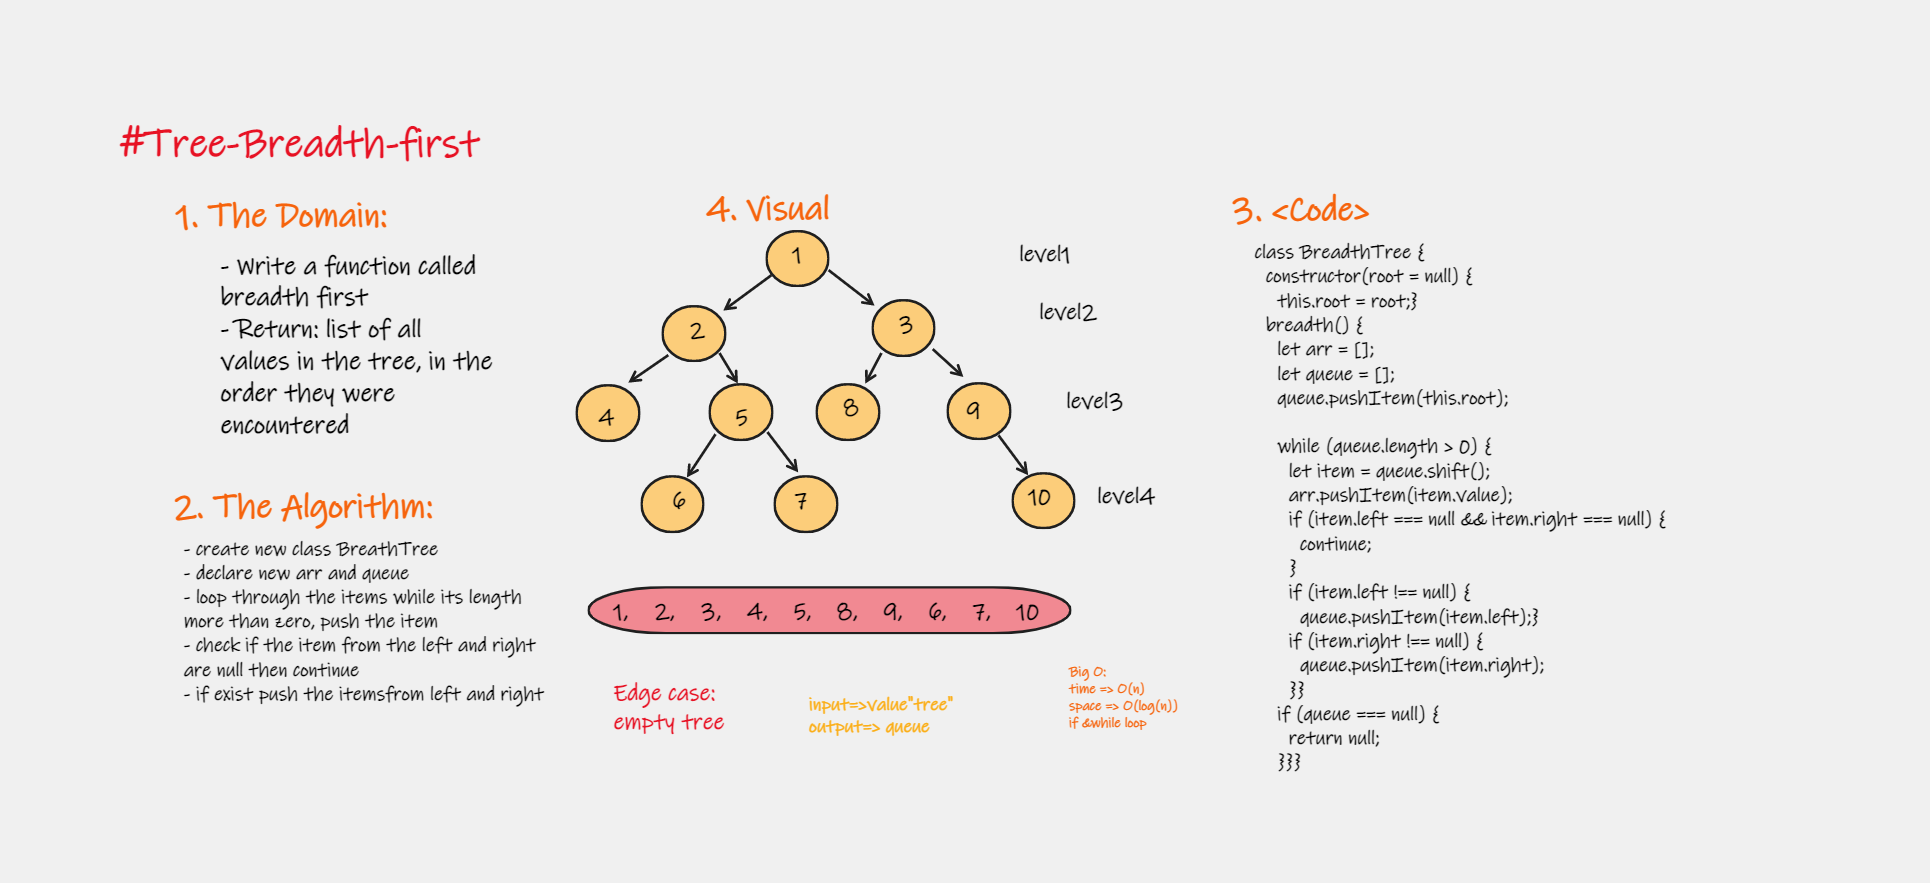 #Tree-Breadth-first
1. The Domain:
- Write a function called
breadth first
- Return: list of all
values in the tree, in the
order they were
encountered
2. The Algorithm:
- create new class BreathTree
- declare new arr and queue
- loop through the items while its length
more than zero, push the item
- check if the item from the left and right
are null then continue
- if exist push the itemsfrom left and right
4. Visual
1
level1
2
3
level2
4
5
8
9
level3
6
7
10
level4
1, 2, 3, 4, 5, 8, 9, 6, 7, 10
Edge case:
empty tree
input=>value"tree"
output=> queue
Big O:
time => O(n)
space => O(log(n))
if &while loop
3. <Code>
class BreadthTree {
constructor(root = null) {
this.root = root;}
breadth() {
let arr = [];
let queue = [];
queue.pushItem(this.root);
while (queue.length > 0) {
let item = queue.shift();
arr.pushItem(item.value);
if (item.left === null && item.right === null) {
continue;
}
if (item.left !== null) {
queue.pushItem(item.left);}
if (item.right !== null) {
queue.pushItem(item.right);
}}
if (queue === null) {
return null;
}}}